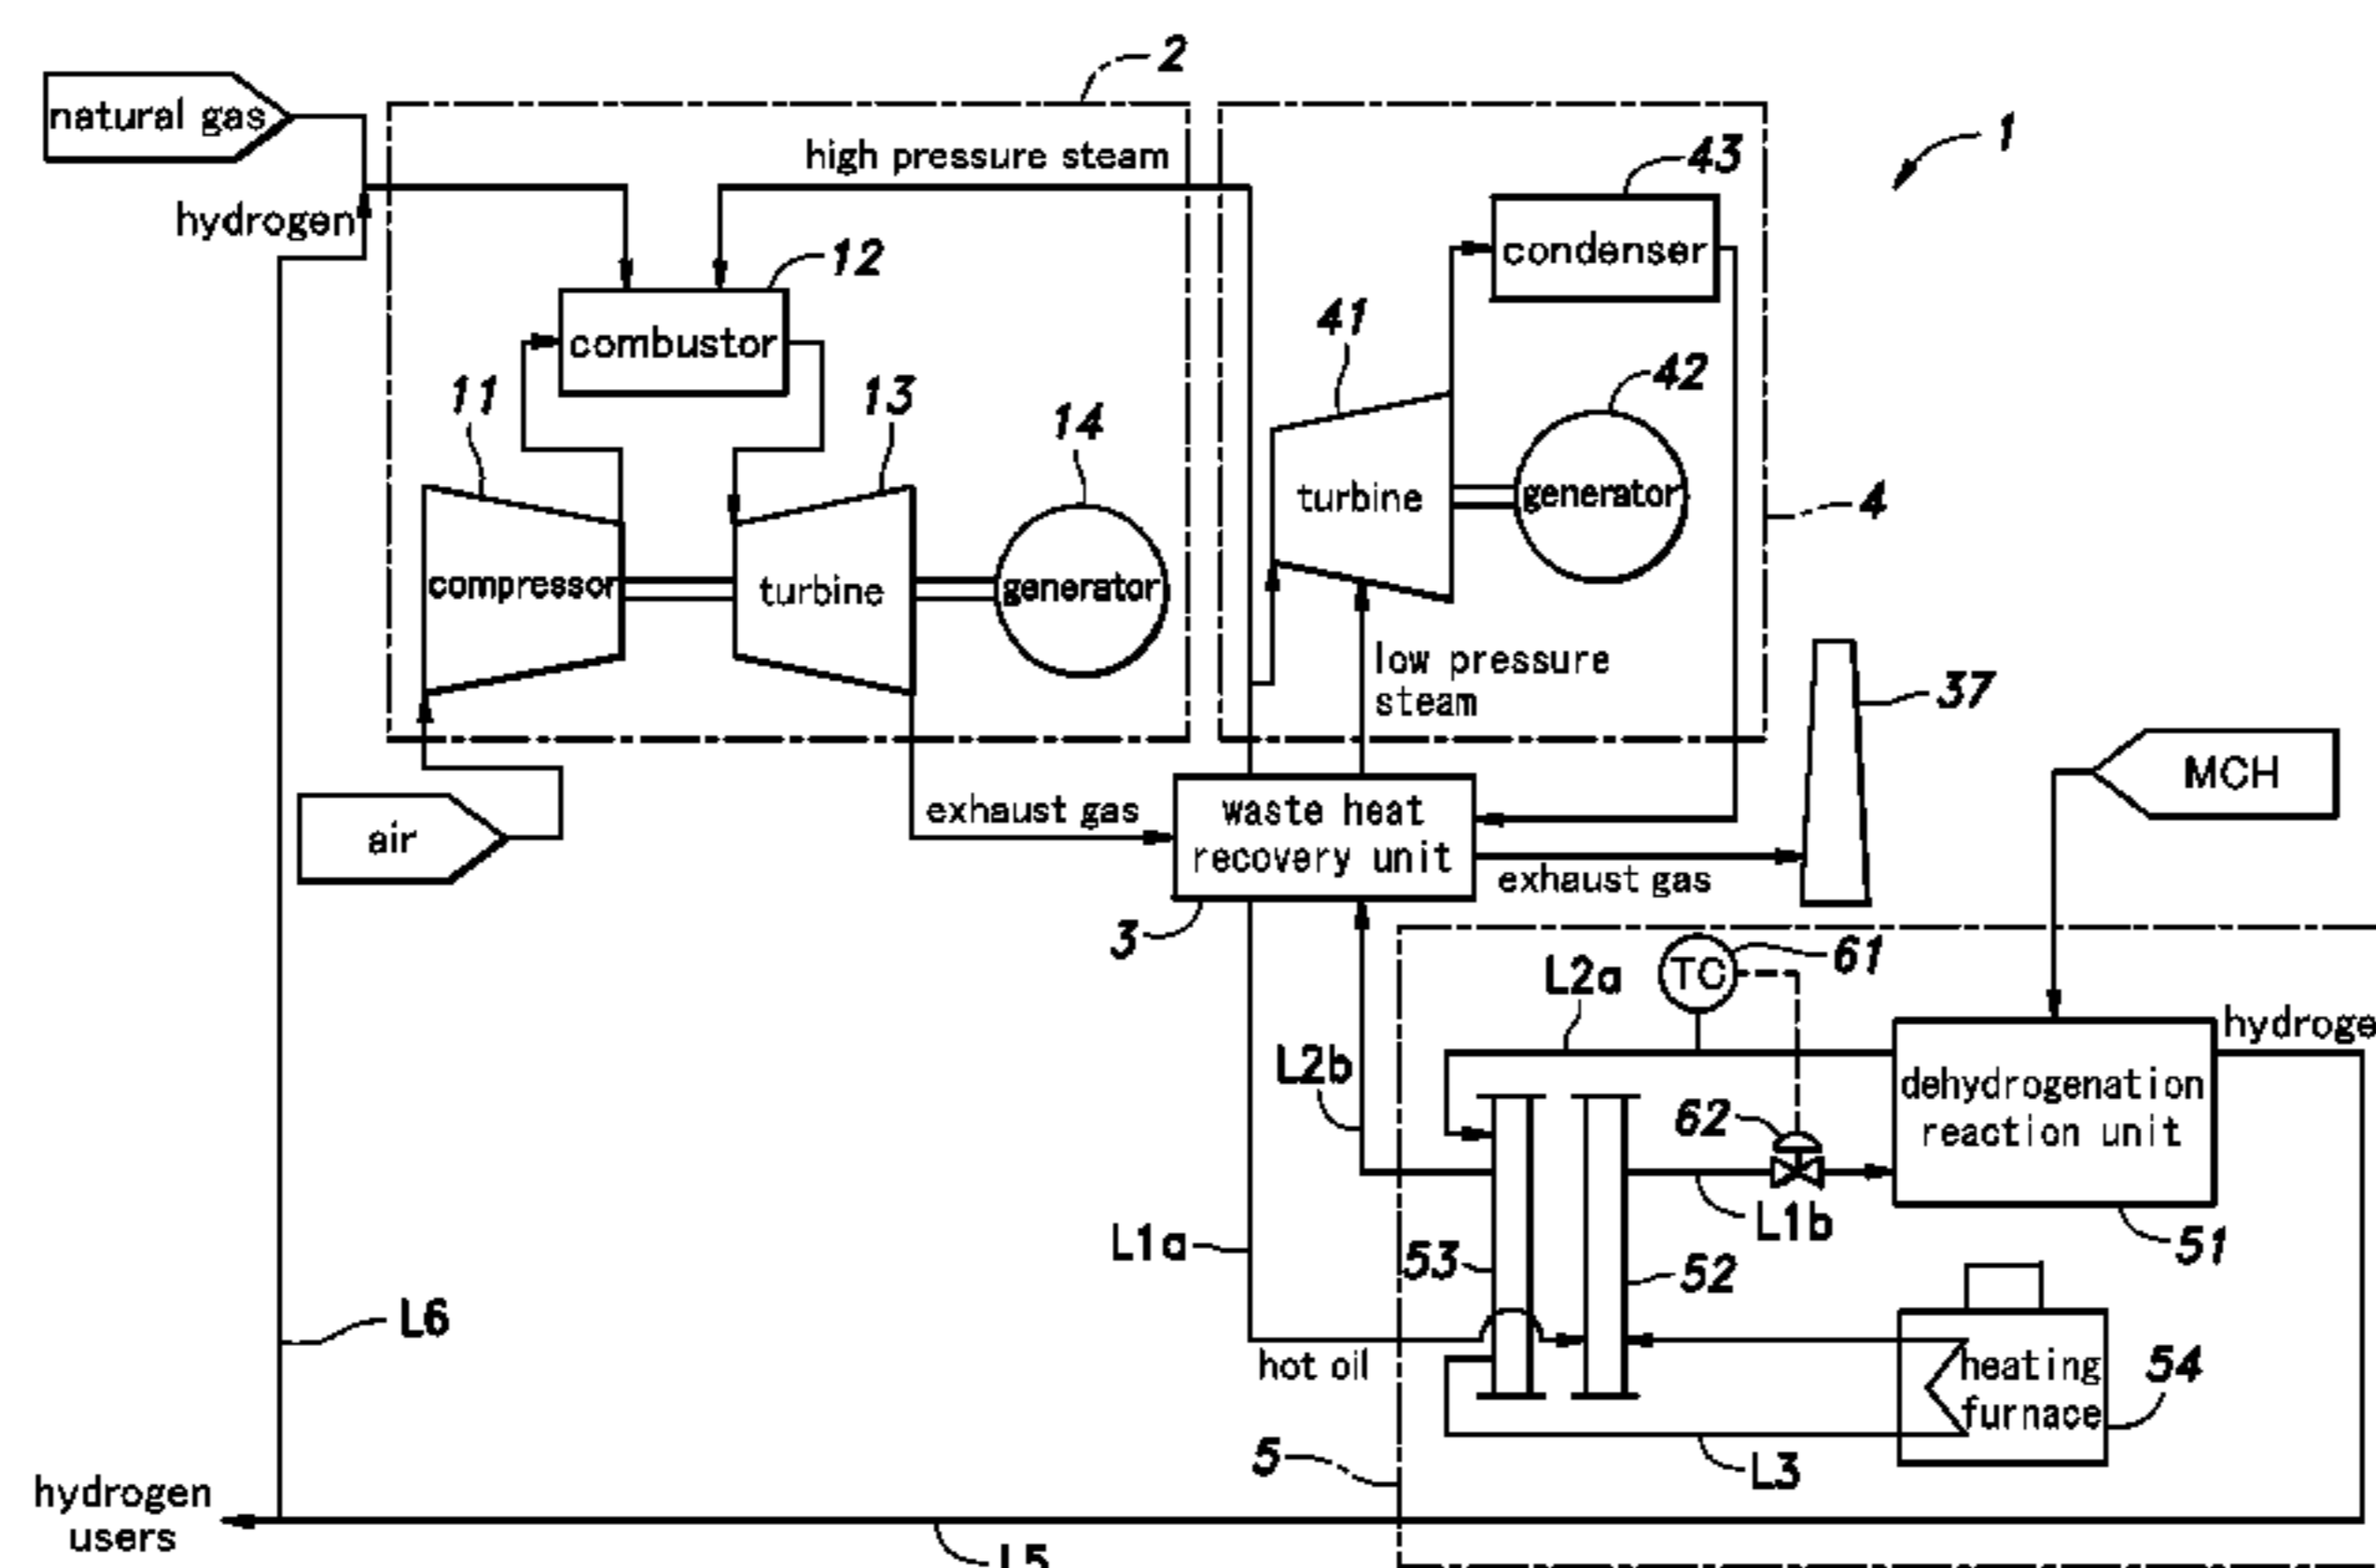 2
natural gas
high pressure steam
43
1
hydrogen
12
condenser
combustor
41
42
11
13
14
turbine
generator
4
compressor
turbine
generator
low pressure
steam
37
MCH
air
exhaust gas
waste heat
recovery unit
exhaust gas
3
61
TC
L2a
hydroge
L2b
dehydrogenation
reaction unit
62
L1b
L1a
51
53
52
L6
hot oil
heating
furnace
54
5
L3
hydrogen
users
L5